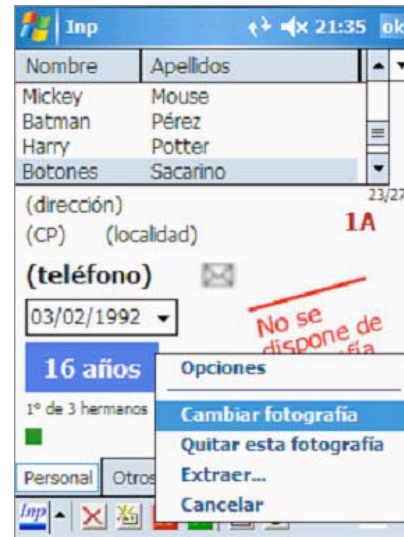 Inp 21:35 ok
Nombre Apellidos
Mickey Mouse
Batman Pérez
Harry Potter
Botones Sacarino
23/27
(dirección)
1A
(CP) (localidad)
(teléfono)
03/02/1992
No se
dispone de
16 años
1º de 3 hermanos
Opciones
Cambiar fotografía
Quitar esta fotografía
Extraer...
Cancelar
Personal Otros
Inp